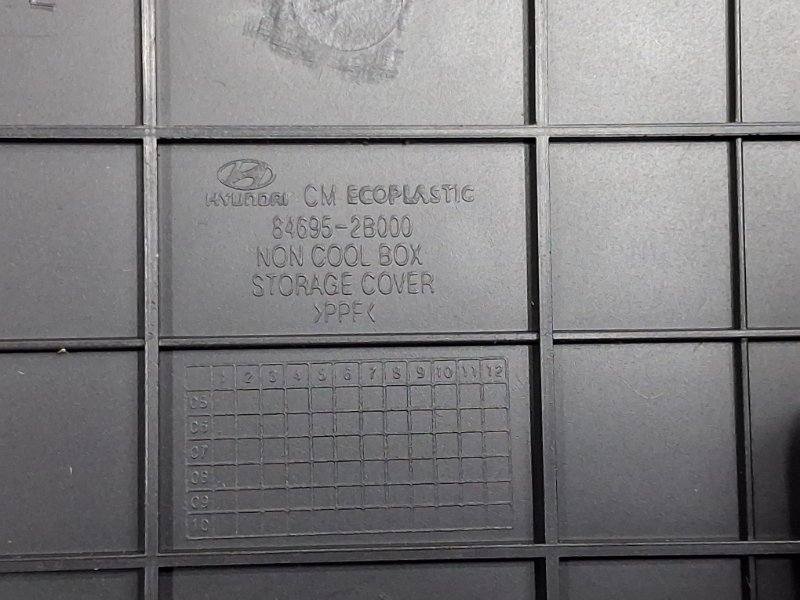 HYUNDAI CM ECOPLASTIC
84695-2B000
NON COOL BOX
STORAGE COVER
>PPF<
1 2 3 4 5 6 7 8 9 10 11 12
05
06
07
08
09
10